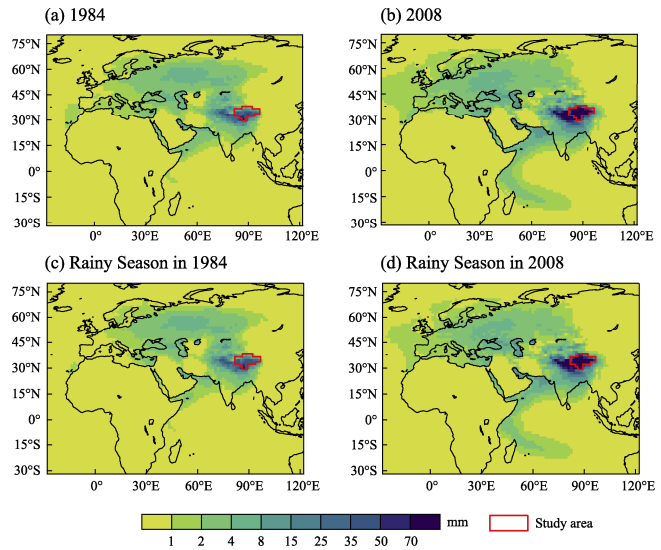 (a) 1984
75°N
60°N
45°N
30°N
15°N
0°
15°S
30°S
0°
30°E
60°E
90°E
120°E
(b) 2008
75°N
60°N
45°N
30°N
15°N
0°
15°S
30°S
0°
30°E
60°E
90°E
120°E
(c) Rainy Season in 1984
75°N
60°N
45°N
30°N
15°N
0°
15°S
30°S
0°
30°E
60°E
90°E
120°E
(d) Rainy Season in 2008
75°N
60°N
45°N
30°N
15°N
0°
15°S
30°S
0°
30°E
60°E
90°E
120°E
1 2 4 8 15 25 35 50 70 mm
Study area